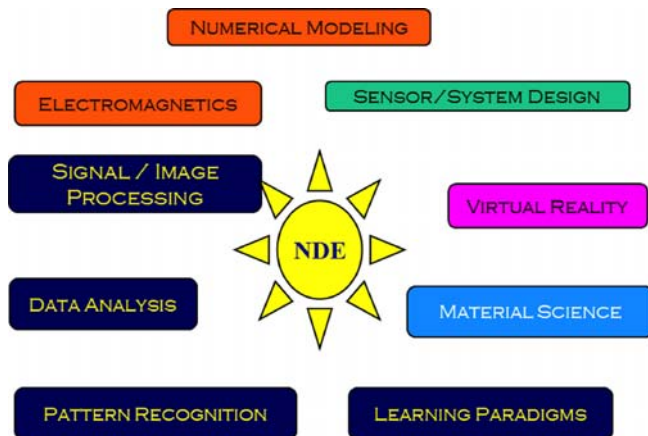 NUMERICAL MODELING
ELECTROMAGNETICS
SENSOR/SYSTEM DESIGN
SIGNAL / IMAGE
PROCESSING
VIRTUAL REALITY
NDE
DATA ANALYSIS
MATERIAL SCIENCE
PATTERN RECOGNITION
LEARNING PARADIGMS